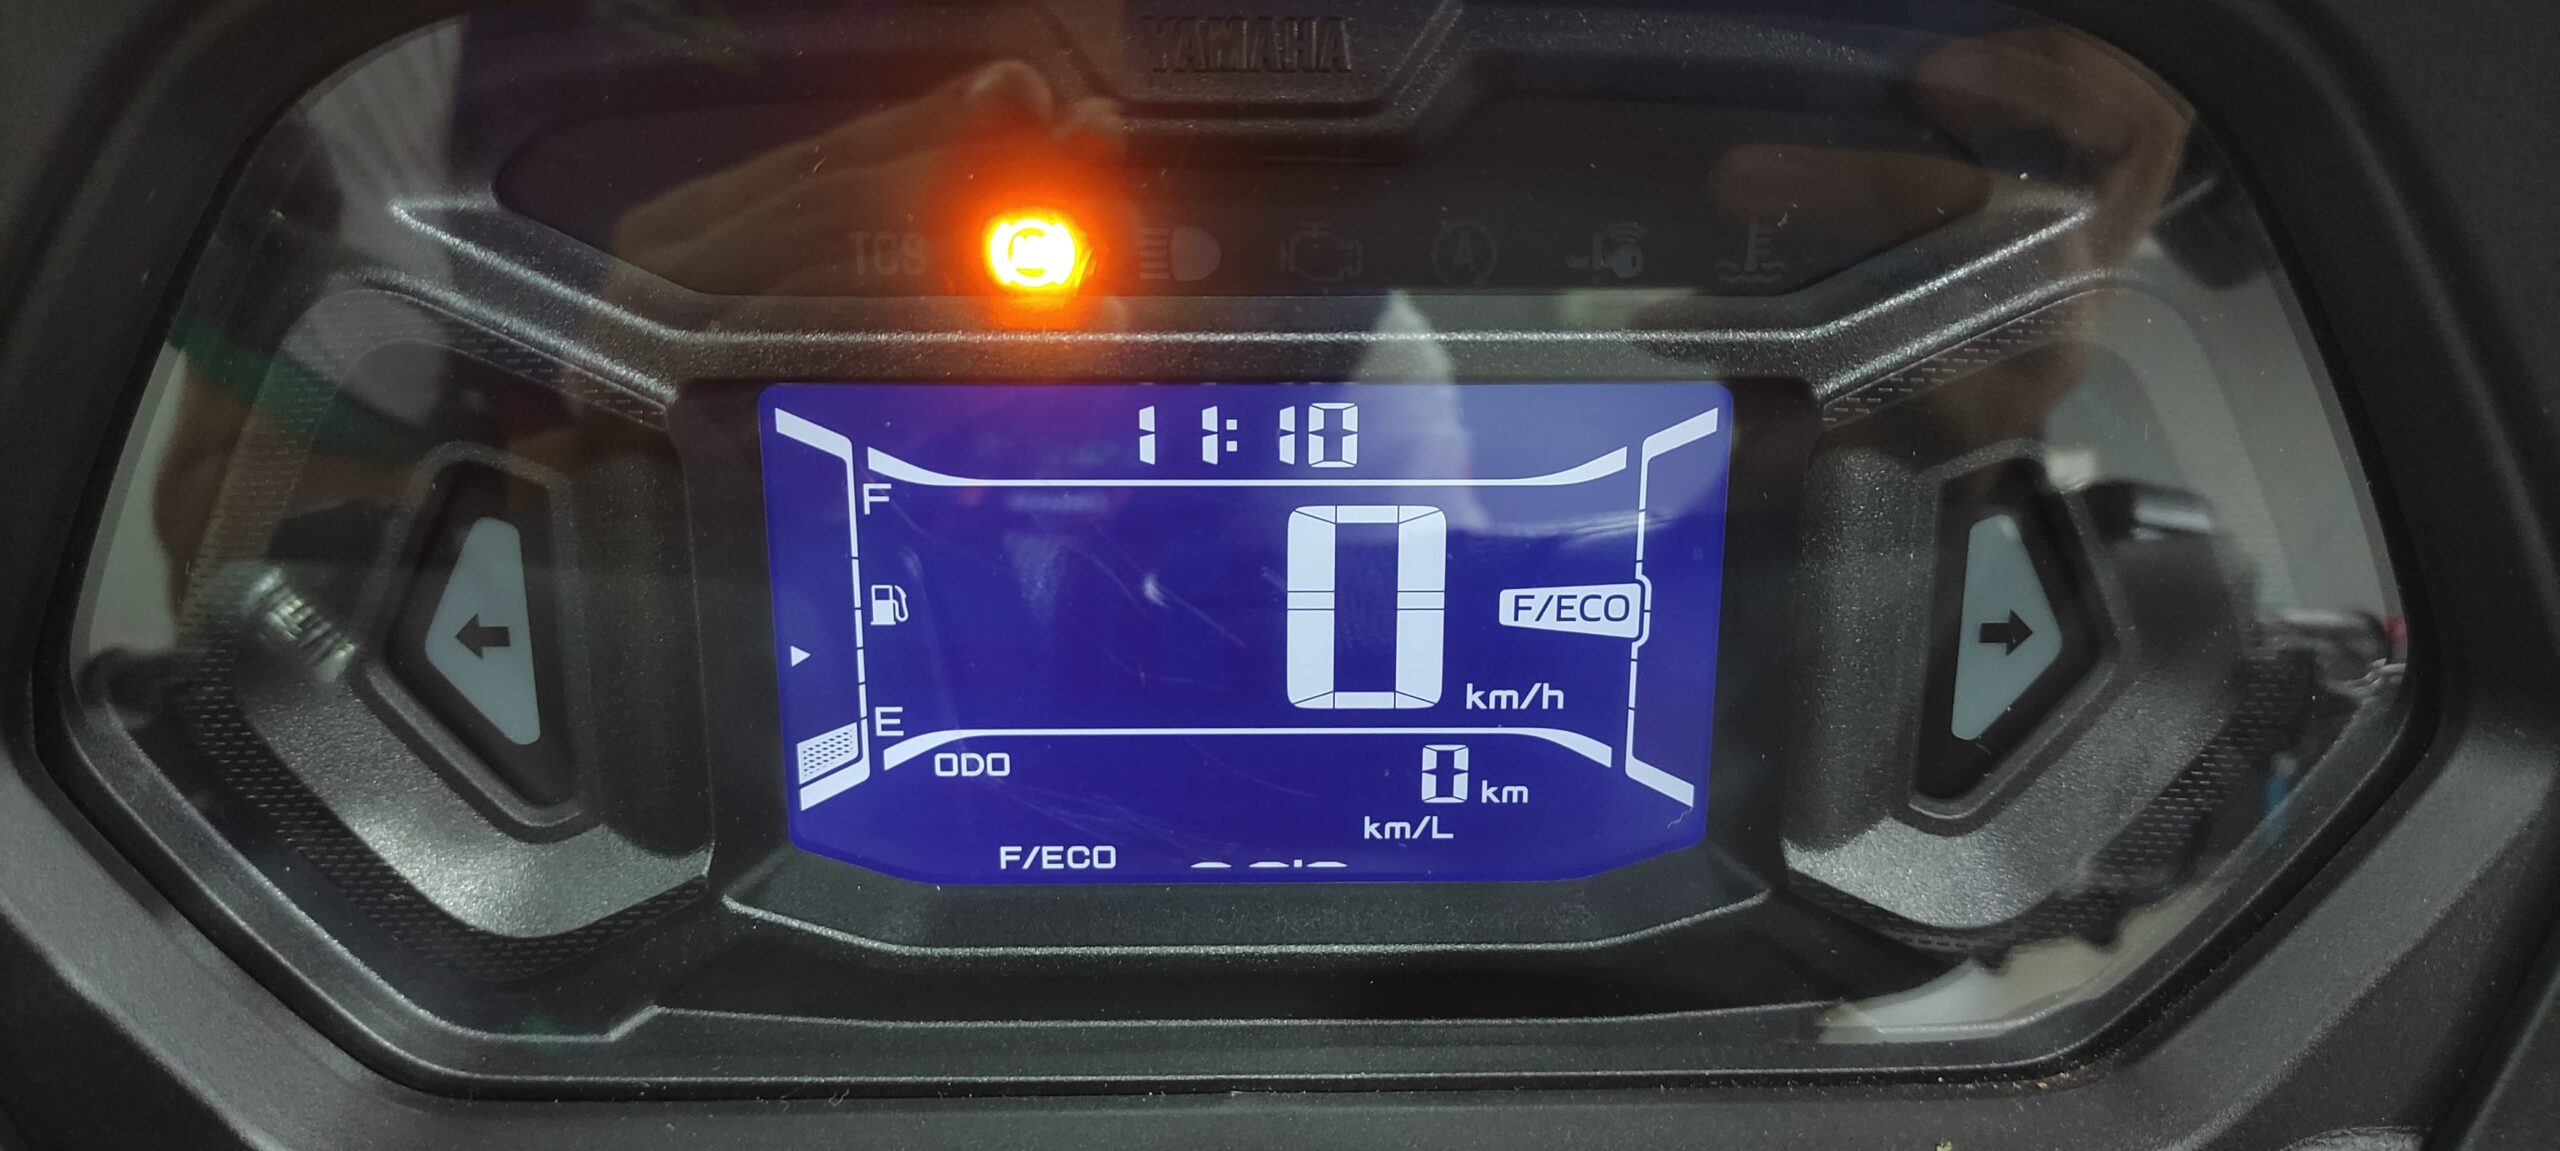 YAMAHA
TCS
A
11:10
F
F/ECO
km/h
E
ODO
0
0 km
km/L
F/ECO